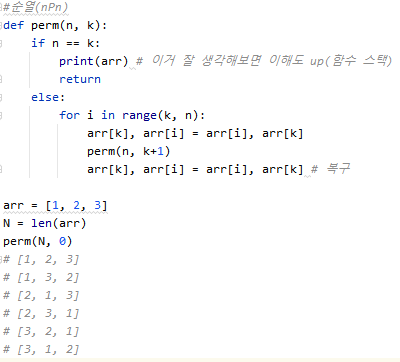 #순열(nPn)
def perm(n, k):
    if n == k:
        print(arr) # 이거 잘 생각해보면 이해도 up(함수 스택)
        return
    else:
        for i in range(k, n):
            arr[k], arr[i] = arr[i], arr[k]
            perm(n, k+1)
            arr[k], arr[i] = arr[i], arr[k] # 복구
arr = [1, 2, 3]
N = len(arr)
perm(N, 0)
# [1, 2, 3]
# [1, 3, 2]
# [2, 1, 3]
# [2, 3, 1]
# [3, 2, 1]
# [3, 1, 2]